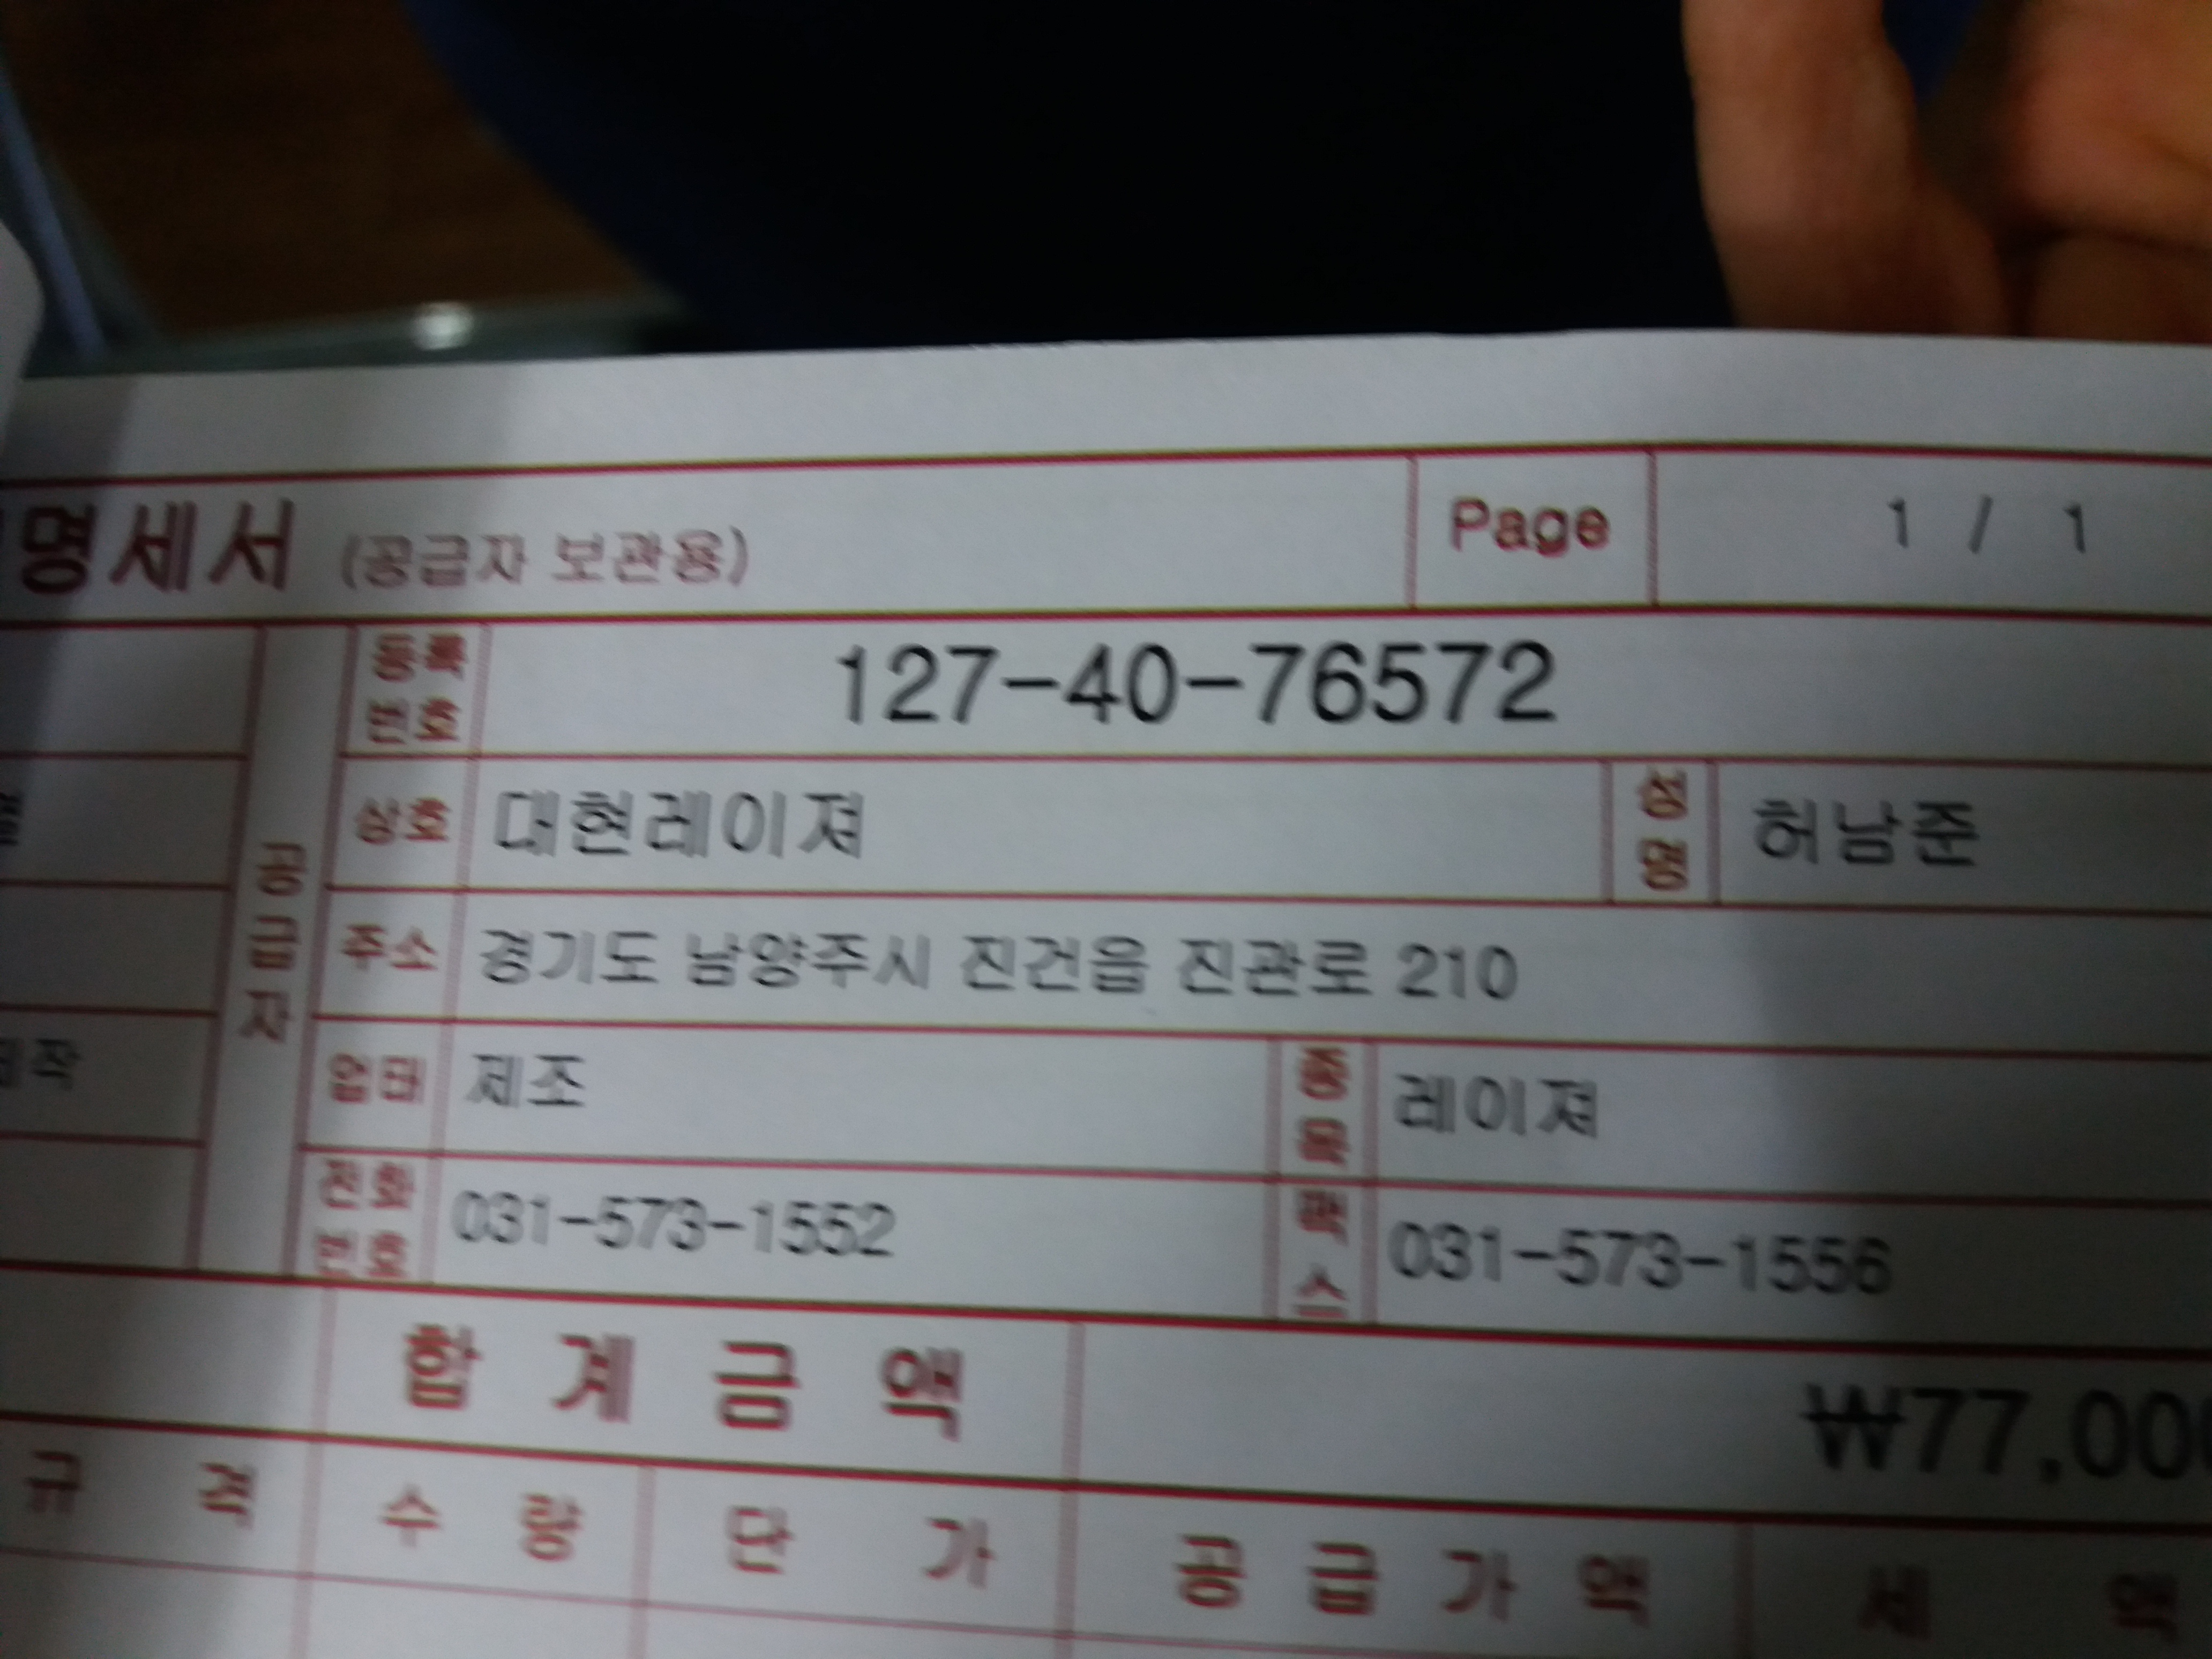 명세서 (공급자 보관용) Page 1 / 1
등록번호 127-40-76572
상호 대현레이져 성명 허남준
공급자
주소 경기도 남양주시 진건읍 진관로 210
업태 제조 종목 레이져
전화번호 031-573-1552 팩스 031-573-1556
합계금액 ₩77,00
규격 수량 단가 공급가액 세액